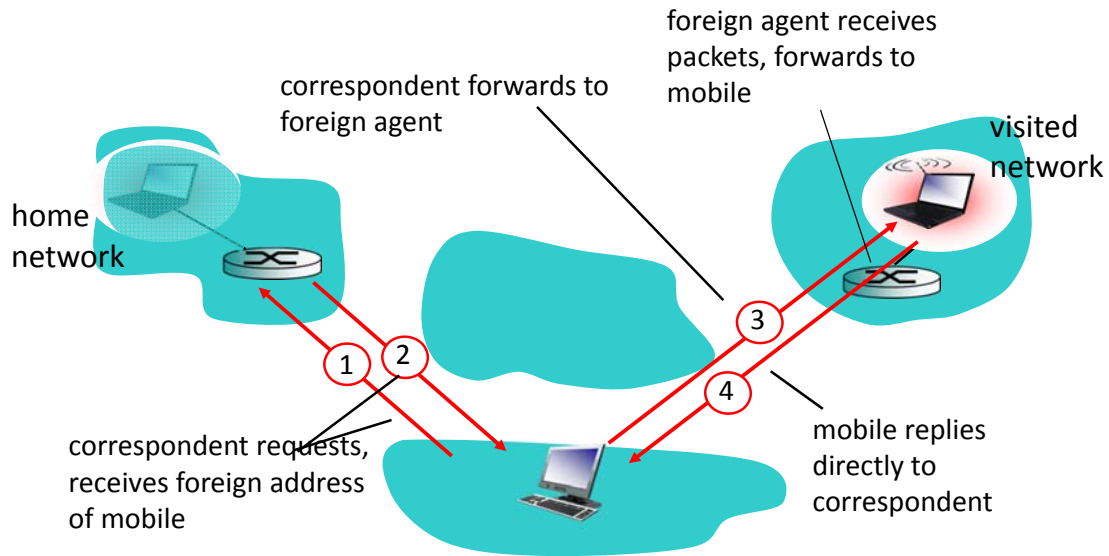 foreign agent receives
packets, forwards to
mobile
correspondent forwards to
foreign agent
visited
network
home
network
1
2
3
4
correspondent requests,
receives foreign address
of mobile
mobile replies
directly to
correspondent